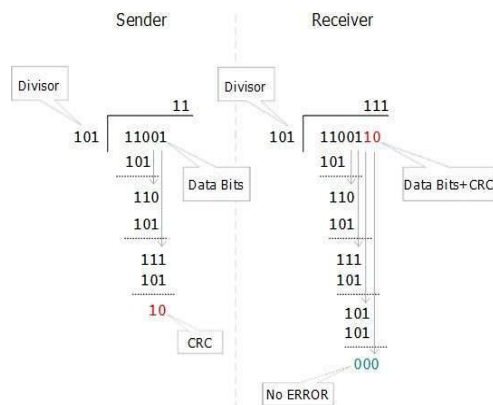 Sender
Divisor
11
101
11001
101
Data Bits
110
101
111
101
10
CRC
Receiver
Divisor
111
101
1100110
101
Data Bits+CRC
110
101
111
101
101
101
000
No ERROR